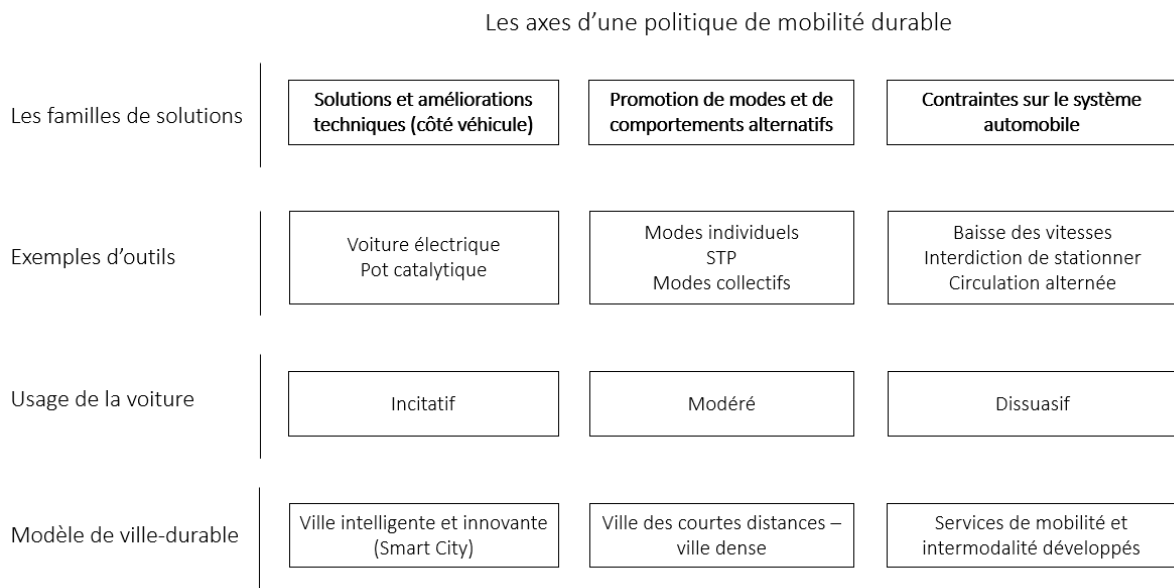 Les axes d’une politique de mobilité durable
Les familles de solutions
Solutions et améliorations
techniques (côté véhicule)
Promotion de modes et de
comportements alternatifs
Contraintes sur le système
automobile
Exemples d’outils
Voiture électrique
Pot catalytique
Modes individuels
STP
Modes collectifs
Baisse des vitesses
Interdiction de stationner
Circulation alternée
Usage de la voiture
Incitatif
Modéré
Dissuasif
Modèle de ville-durable
Ville intelligente et innovante
(Smart City)
Ville des courtes distances –
ville dense
Services de mobilité et
intermodalité développés